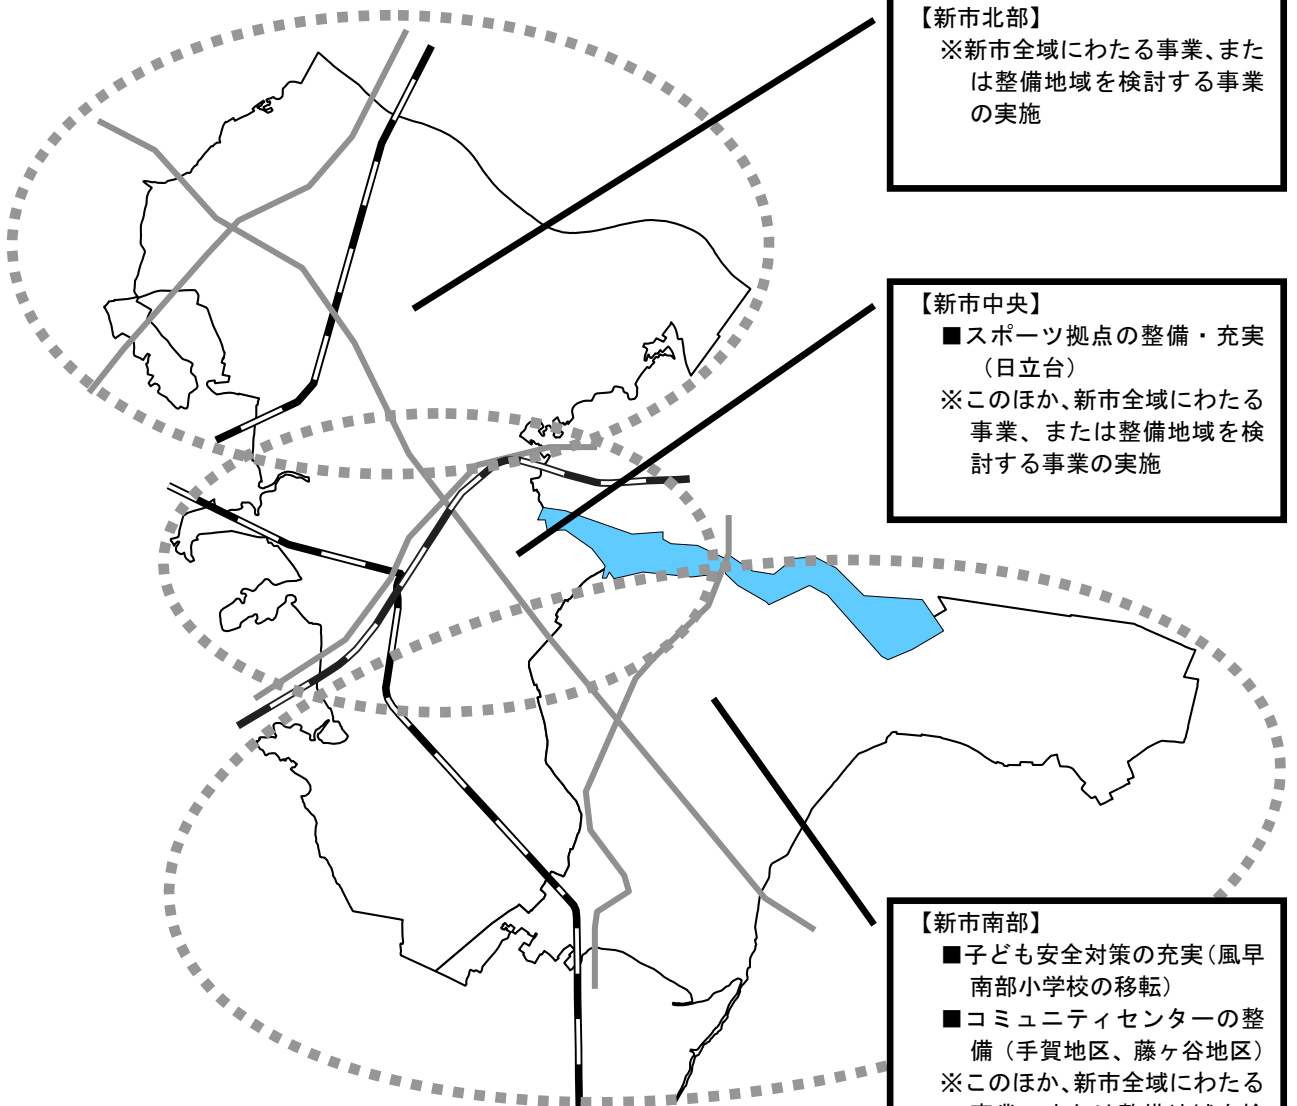 【新市北部】
※新市全域にわたる事業、また
は整備地域を検討する事業
の実施
【新市中央】
■スポーツ拠点の整備・充実
（日立台）
※このほか、新市全域にわたる
事業、または整備地域を検
討する事業の実施
【新市南部】
■子ども安全対策の充実（風早
南部小学校の移転）
■コミュニティセンターの整
備（手賀地区、藤ヶ谷地区）
※このほか、新市全域にわたる